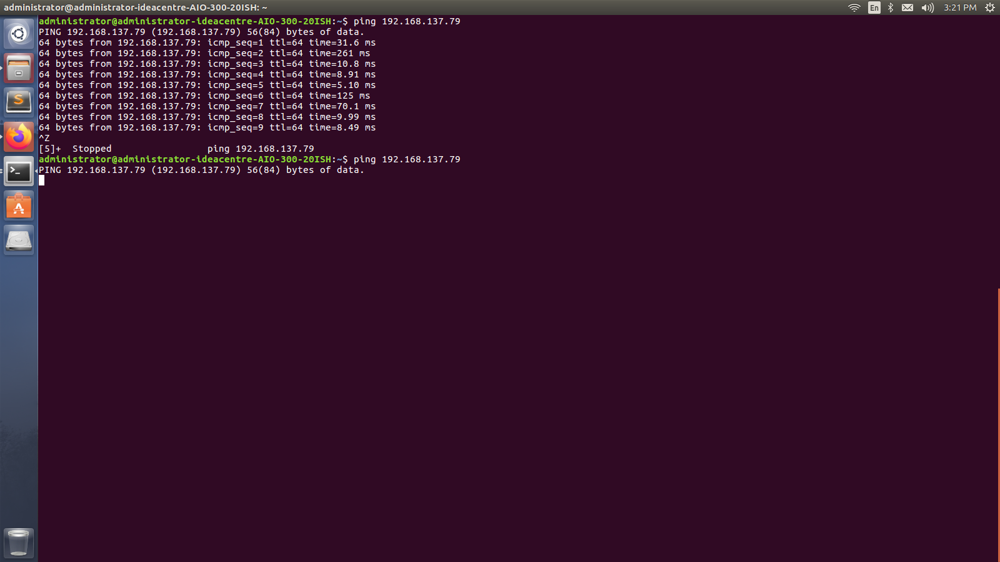 administrator@administrator-ideacentre-AIO-300-20ISH: ~ En 3:21 PM
administrator@administrator-ideacentre-AIO-300-20ISH:~$ ping 192.168.137.79
PING 192.168.137.79 (192.168.137.79) 56(84) bytes of data.
64 bytes from 192.168.137.79: icmp_seq=1 ttl=64 time=31.6 ms
64 bytes from 192.168.137.79: icmp_seq=2 ttl=64 time=261 ms
64 bytes from 192.168.137.79: icmp_seq=3 ttl=64 time=10.8 ms
64 bytes from 192.168.137.79: icmp_seq=4 ttl=64 time=8.91 ms
64 bytes from 192.168.137.79: icmp_seq=5 ttl=64 time=5.10 ms
64 bytes from 192.168.137.79: icmp_seq=6 ttl=64 time=125 ms
64 bytes from 192.168.137.79: icmp_seq=7 ttl=64 time=70.1 ms
64 bytes from 192.168.137.79: icmp_seq=8 ttl=64 time=9.99 ms
64 bytes from 192.168.137.79: icmp_seq=9 ttl=64 time=8.49 ms
^Z
[5]+  Stopped                 ping 192.168.137.79
administrator@administrator-ideacentre-AIO-300-20ISH:~$ ping 192.168.137.79
PING 192.168.137.79 (192.168.137.79) 56(84) bytes of data.